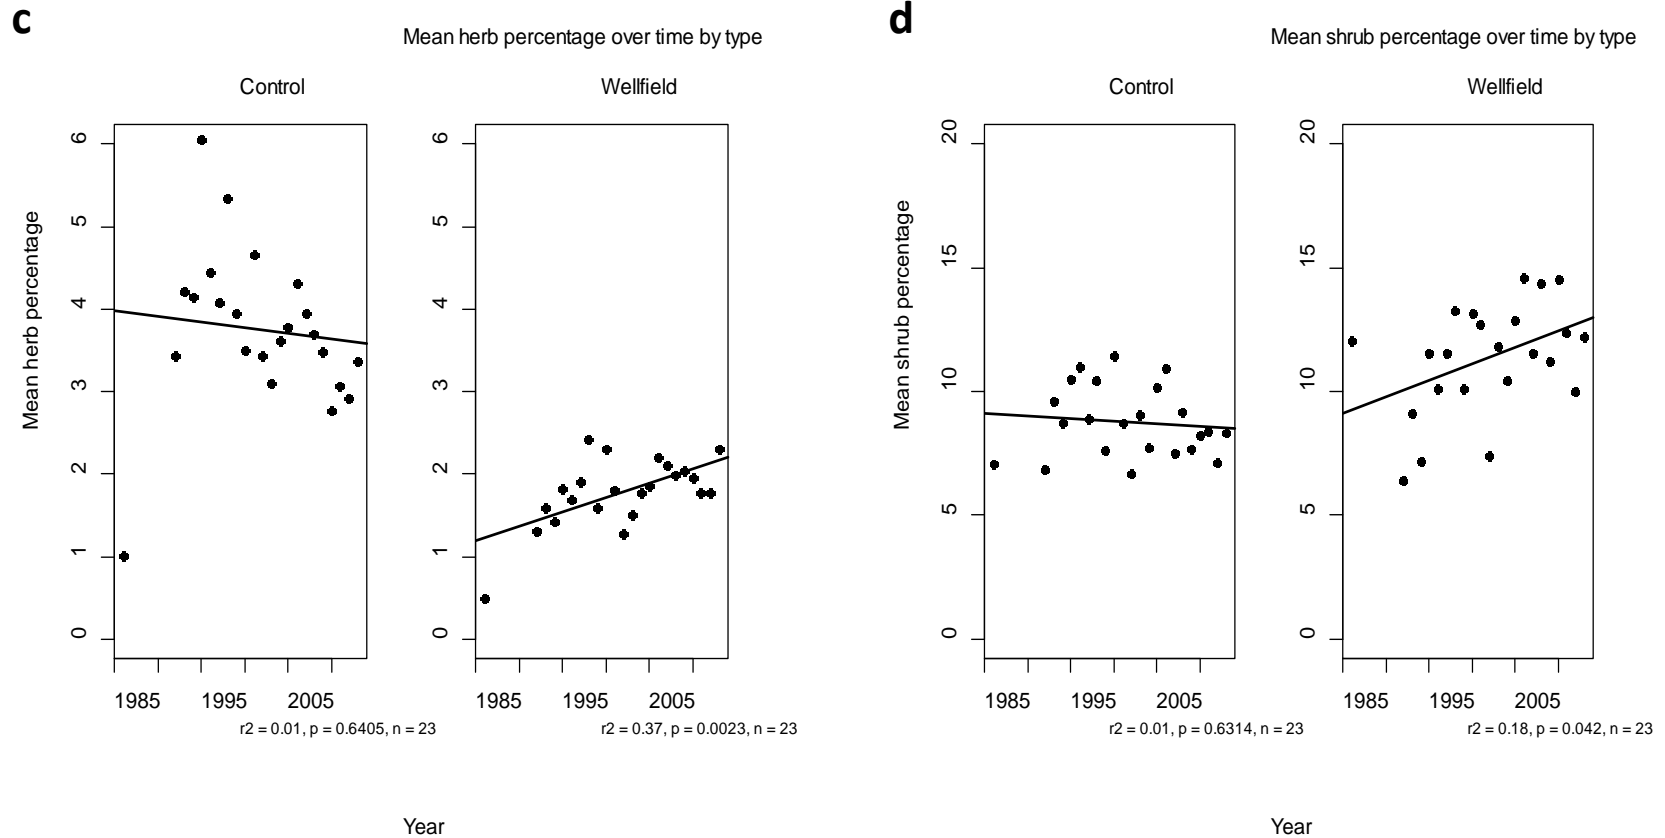 c
Mean herb percentage over time by type
Control
Wellfield
Mean herb percentage
6
5
4
3
2
1
0
6
5
4
3
2
1
0
1985 1995 2005
1985 1995 2005
r2 = 0.01, p = 0.6405, n = 23
r2 = 0.37, p = 0.0023, n = 23
Year
d
Mean shrub percentage over time by type
Control
Wellfield
Mean shrub percentage
20
15
10
5
0
20
15
10
5
0
1985 1995 2005
1985 1995 2005
r2 = 0.01, p = 0.6314, n = 23
r2 = 0.18, p = 0.042, n = 23
Year